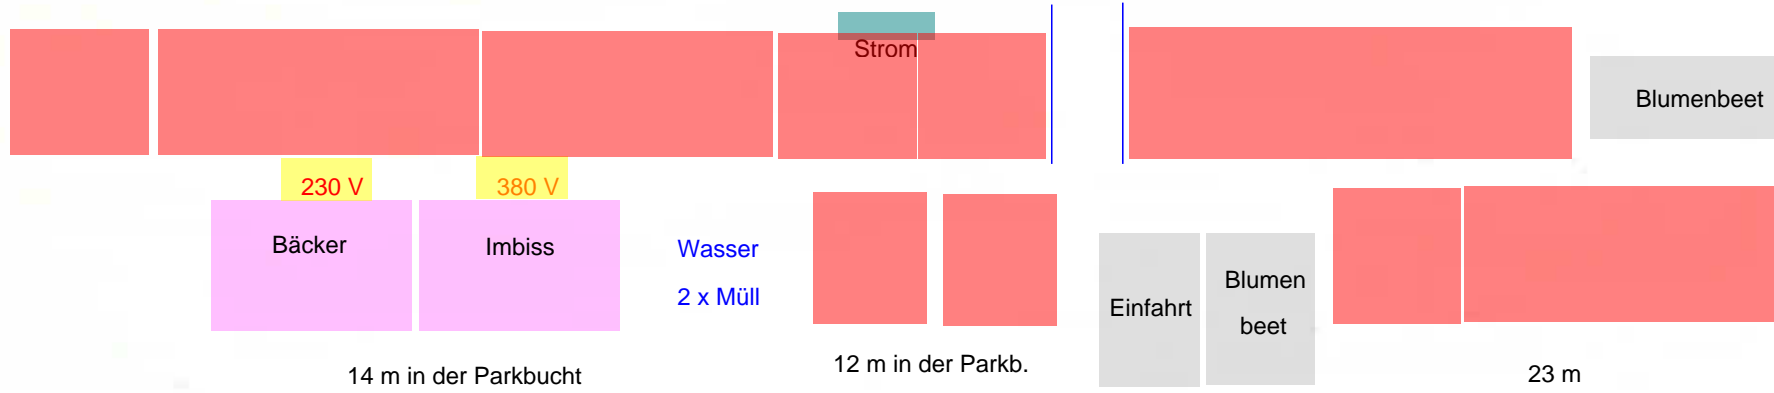 Strom
Blumenbeet
230 V
380 V
Bäcker
Imbiss
Wasser
2 x Müll
Einfahrt
Blumen
beet
14 m in der Parkbucht
12 m in der Parkb.
23 m